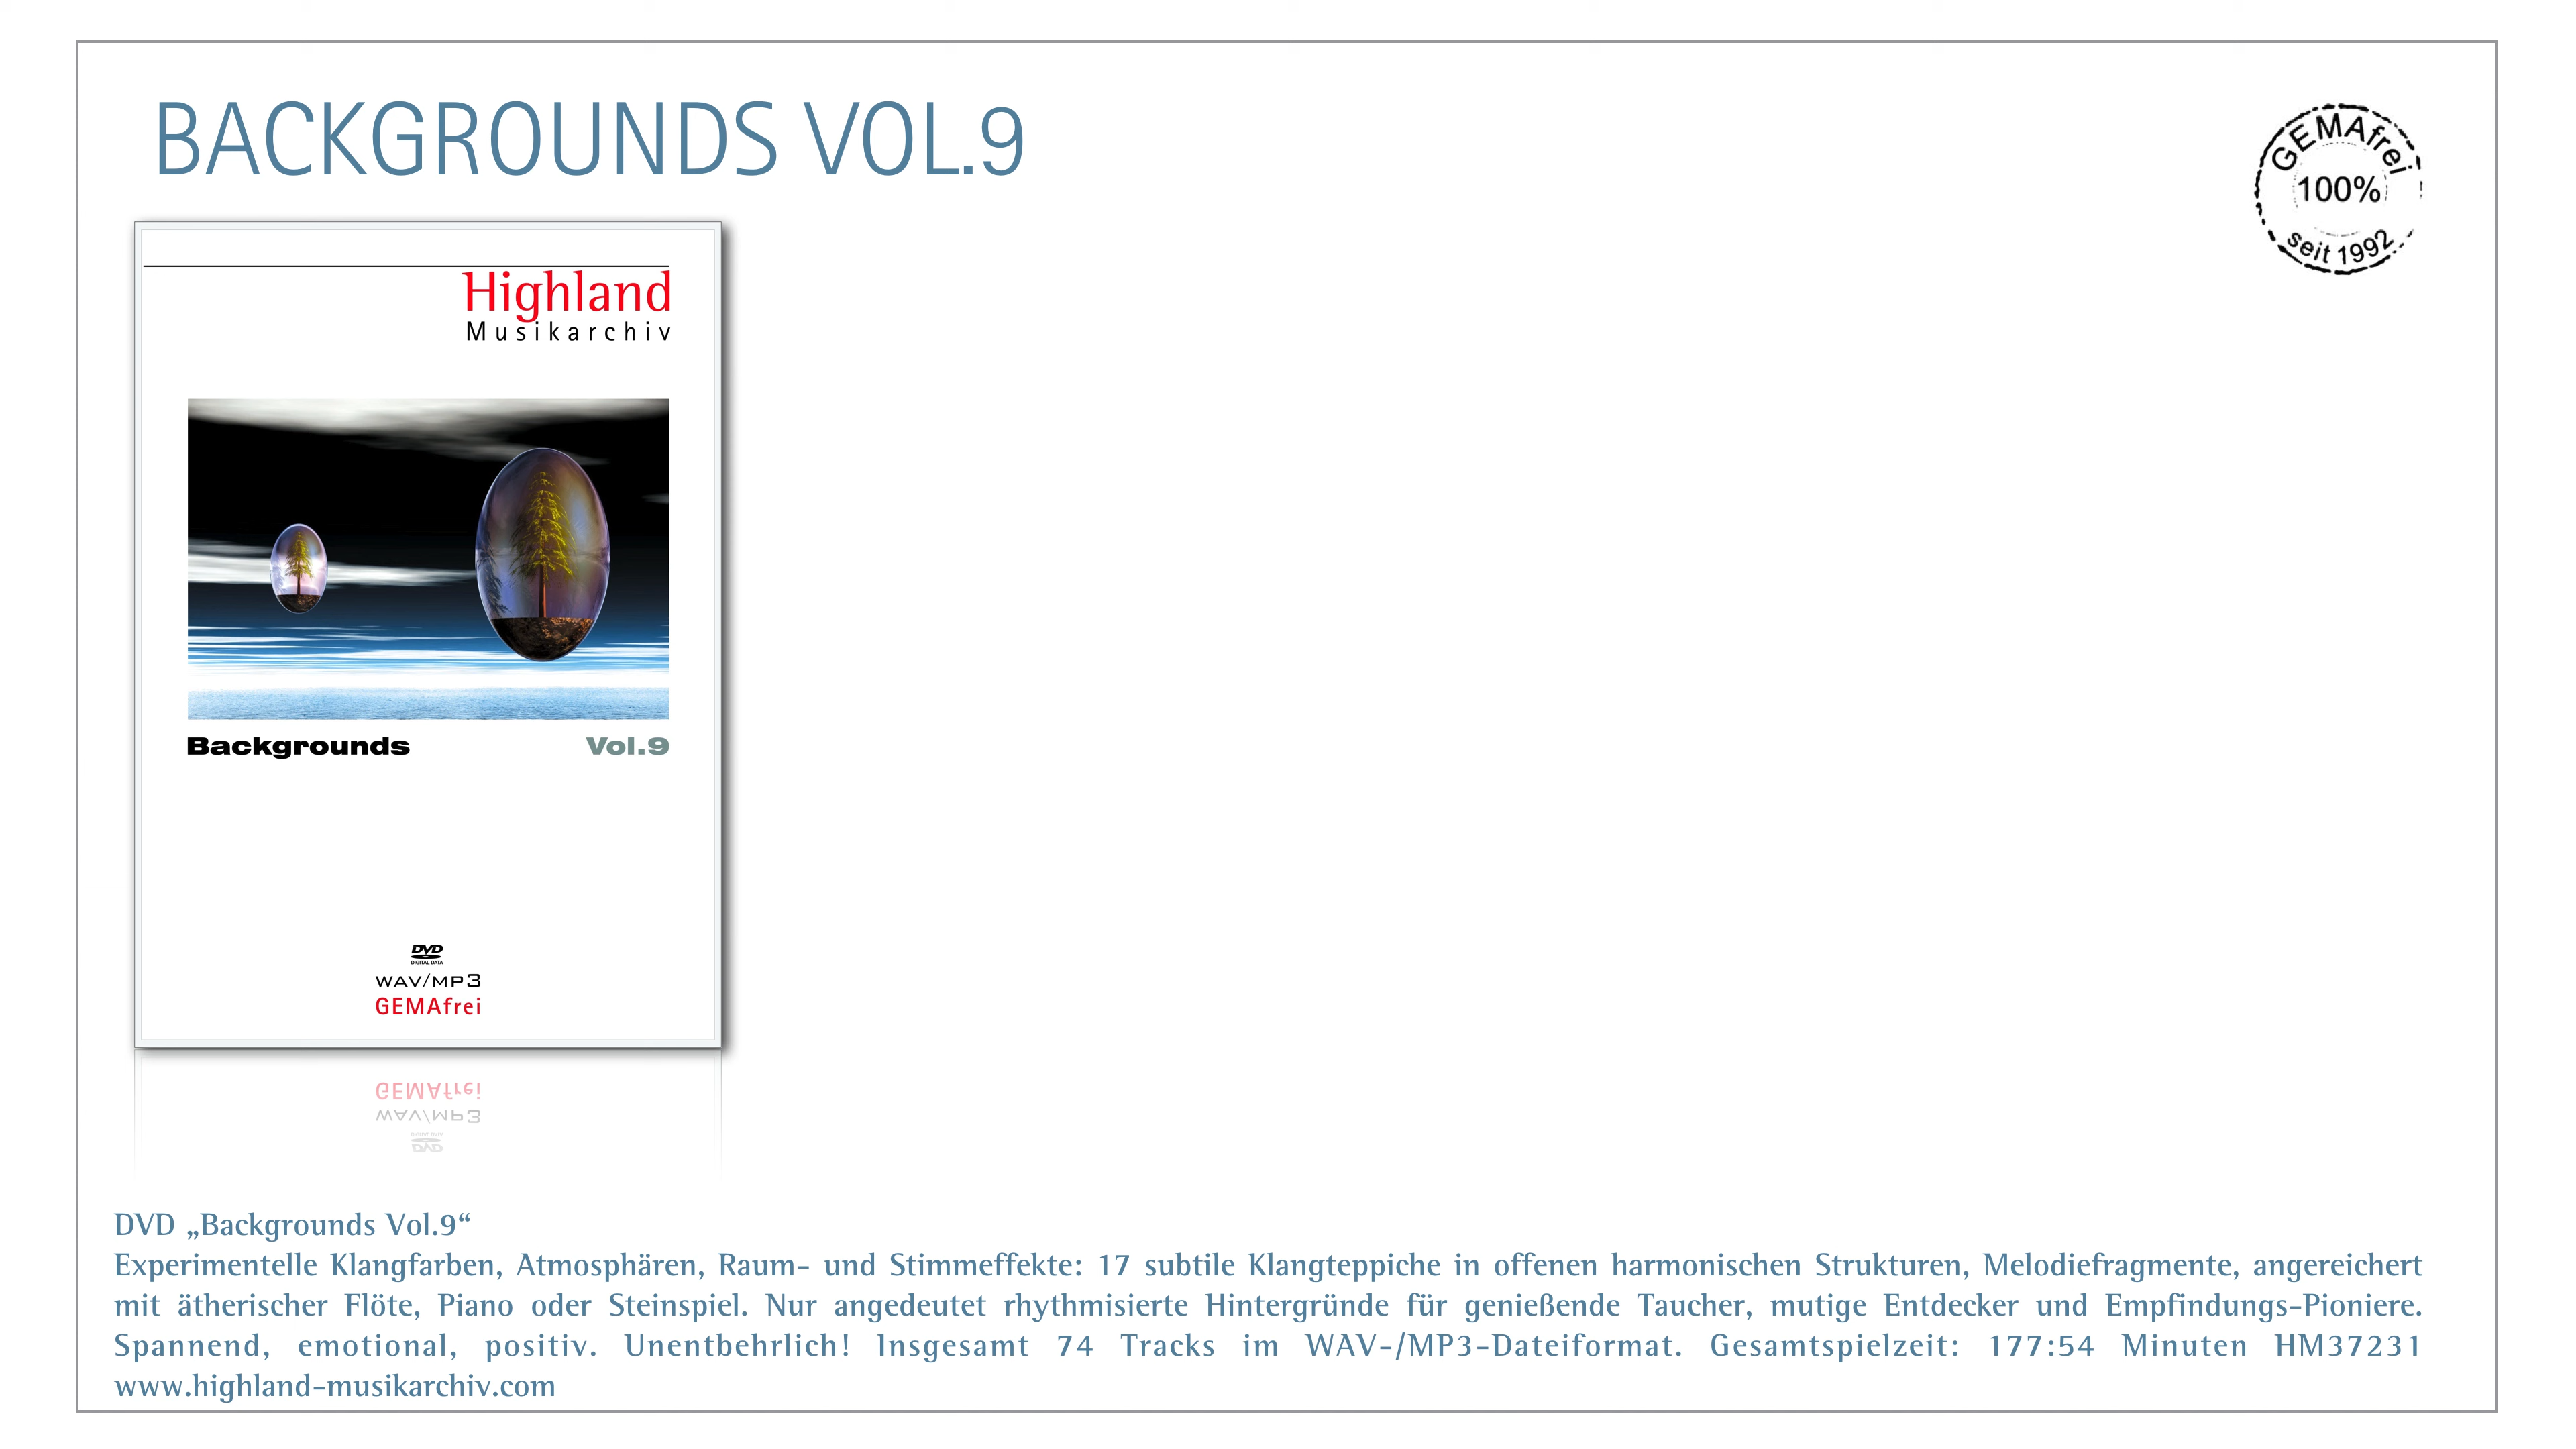 BACKGROUNDS VOL.9
GEMAfrei
100%
seit 1992
Highland
Musikarchiv
Backgrounds Vol.9
DVD
DIGITAL DATA
WAV/MP3
GEMAfrei
DVD „Backgrounds Vol.9“
Experimentelle Klangfarben, Atmosphären, Raum- und Stimmeffekte: 17 subtile Klangteppiche in offenen harmonischen Strukturen, Melodiefragmente, angereichert
mit ätherischer Flöte, Piano oder Steinspiel. Nur angedeutet rhythmisierte Hintergründe für genießende Taucher, mutige Entdecker und Empfindungs-Pioniere.
Spannend, emotional, positiv. Unentbehrlich! Insgesamt 74 Tracks im WAV-/MP3-Dateiformat. Gesamtspielzeit: 177:54 Minuten HM37231
www.highland-musikarchiv.com